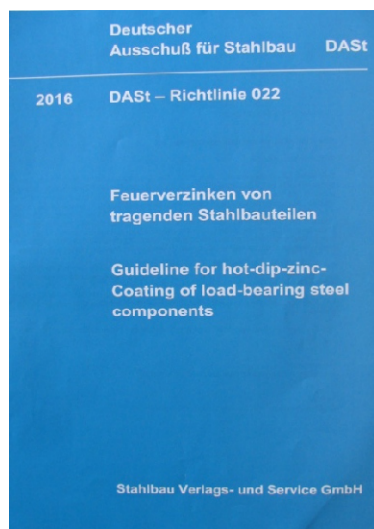 Deutscher
Ausschuß für Stahlbau DASt
2016 DASt – Richtlinie 022
Feuerverzinken von
tragenden Stahlbauteilen
Guideline for hot-dip-zinc-
Coating of load-bearing steel
components
Stahlbau Verlags- und Service GmbH